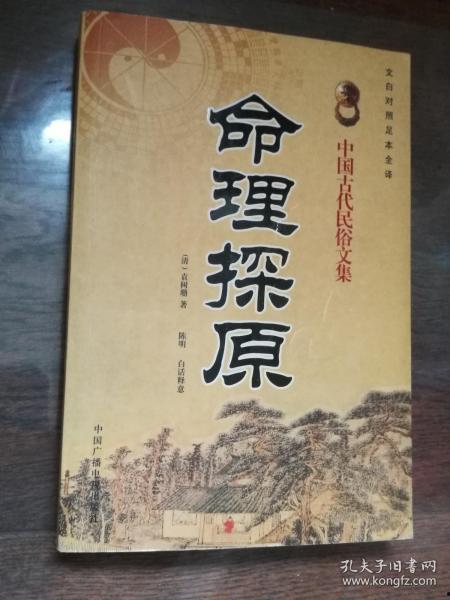 文白对照足本全译
中国古代民俗文集
命理探原
(清)袁树珊 著
陈明 白话释意
中国广播电视出版社
孔夫子旧书网
www.kongfz.com